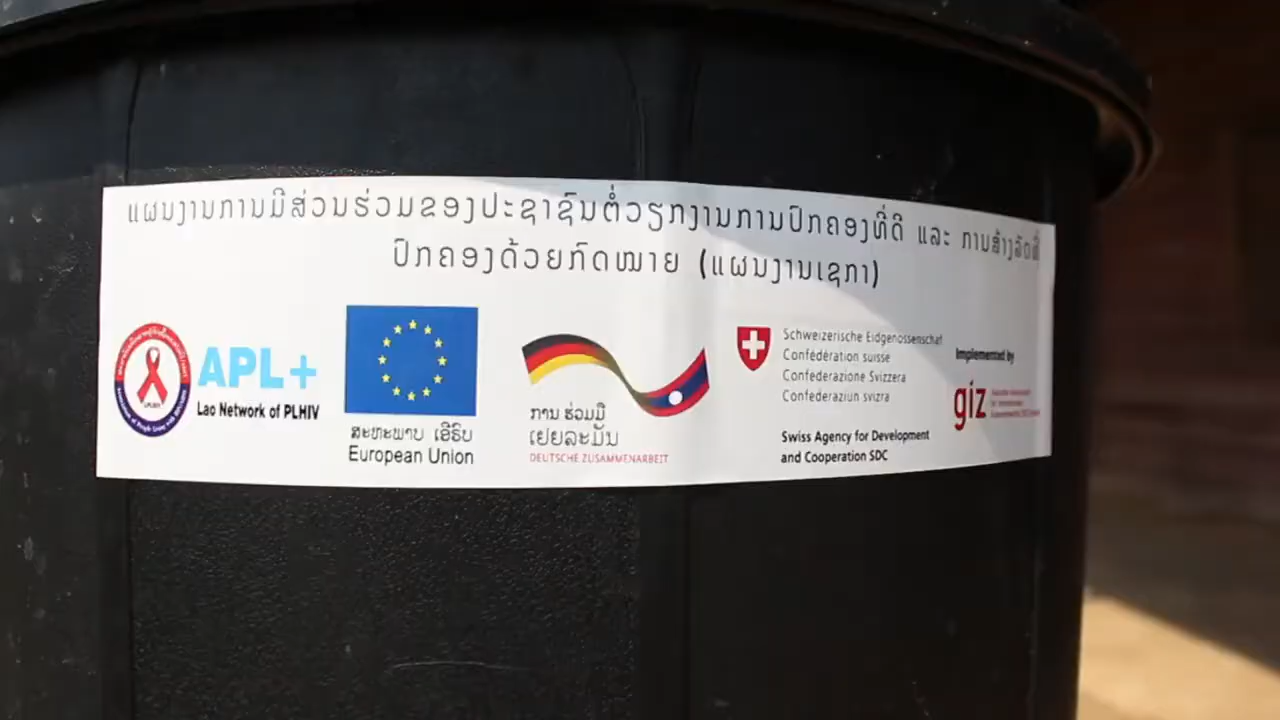 ແຜນງານການມີສ່ວນຮ່ວມຂອງປະຊາຊົນຕໍ່ວຽກງານການປົກຄອງທີ່ດີ ແລະ ການສ້າງລັດທີ່
ປົກຄອງດ້ວຍກົດໝາຍ (ແຜນງານເຊກາ)
APL+
Lao Network of PLHIV
ສະຫະພາບ ເອີຣົບ
European Union
ການ ຮ່ວມມື
ເຢຍລະມັນ
DEUTSCHE ZUSAMMENARBEIT
Schweizerische Eidgenossenschaft
Confédération suisse
Confederazione Svizzera
Confederaziun svizra
Swiss Agency for Development
and Cooperation SDC
Implemented by
giz